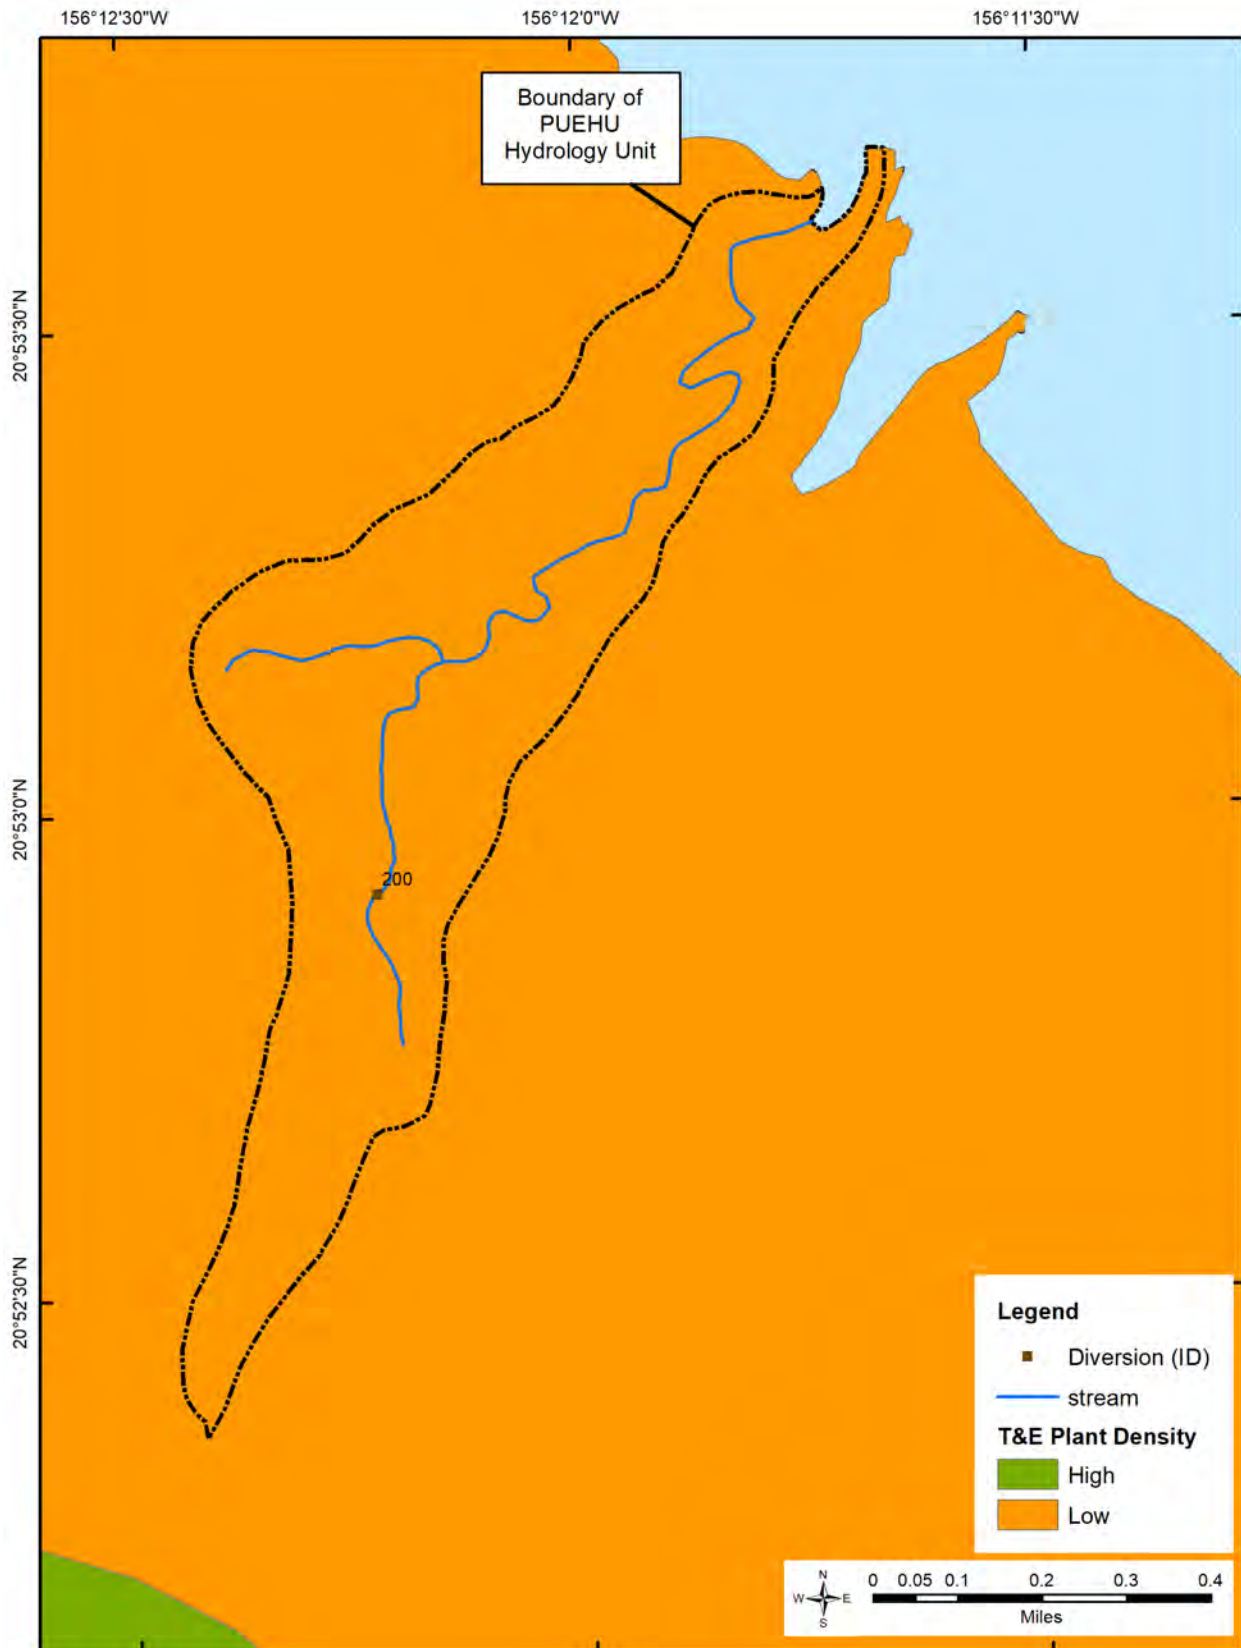 156°12'30"W
156°12'0"W
156°11'30"W
Boundary of
PUEHU
Hydrology Unit
20°53'30"N
20°53'0"N
200
20°52'30"N
Legend
Diversion (ID)
stream
T&E Plant Density
High
Low
N
W E
S
0 0.05 0.1 0.2 0.3 0.4
Miles